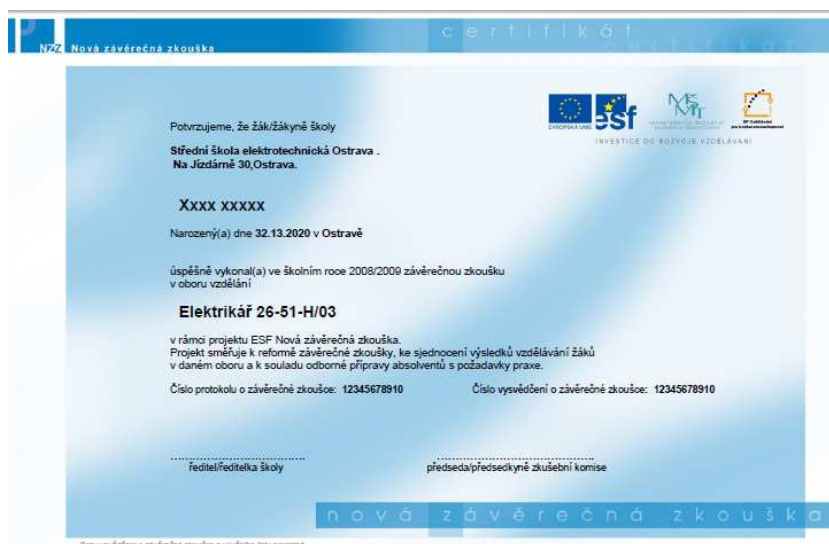 certifikát
NZZ Nová závěrečná zkouška
Potvrzujeme, že žák/žákyně školy
EVROPSKÁ UNIE
esf
INVESTICE DO ROZVOJE VZDĚLÁVÁNÍ
Střední škola elektrotechnická Ostrava .
Na Jízdárně 30,Ostrava.
Xxxx xxxxx
Narozený(a) dne 32.13.2020 v Ostravě
úspěšně vykonal(a) ve školním roce 2008/2009 závěrečnou zkoušku
v oboru vzdělání
Elektrikář 26-51-H/03
v rámci projektu ESF Nová závěrečná zkouška.
Projekt směřuje k reformě závěrečné zkoušky, ke sjednocení výsledků vzdělávání žáků
v daném oboru a k souladu odborné přípravy absolventů s požadavky praxe.
Číslo protokolu o závěrečné zkoušce: 12345678910 Číslo vysvědčení o závěrečné zkoušce: 12345678910
ředitel/ředitelka školy předseda/předsedkyně zkušební komise
nová závěrečná zkouška